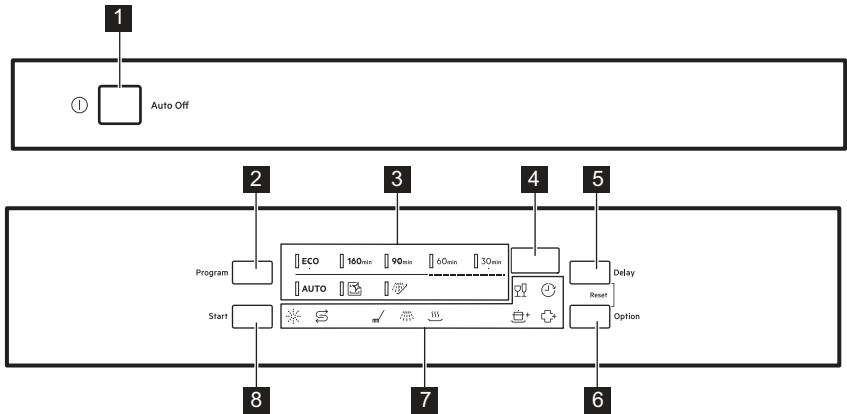 1
Auto Off
2
3
4
5
Program
ECO 160min 90min 60min 30min
Delay
AUTO
Reset
Start
Option
8
7
6